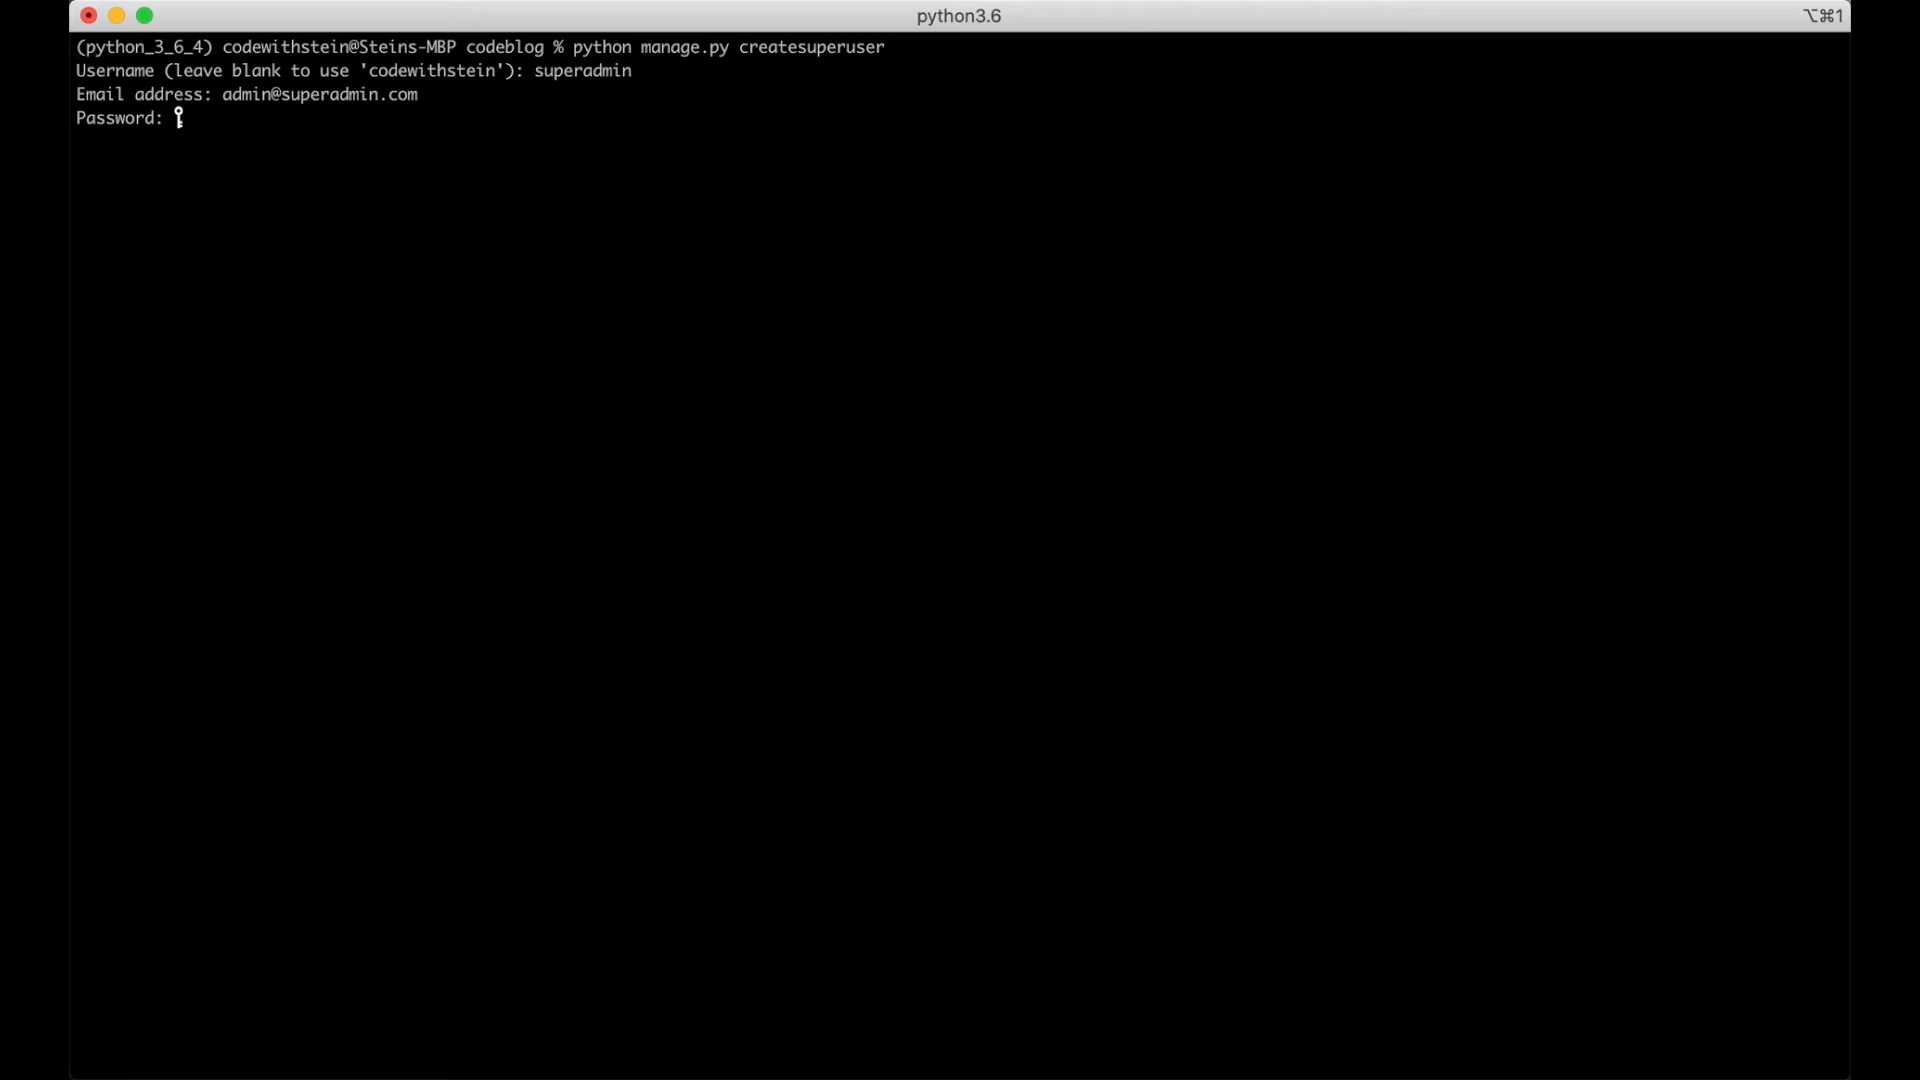 python3.6
⌥⌘1
(python_3_6_4) codewithstein@Steins-MBP codeblog % python manage.py createsuperuser
Username (leave blank to use 'codewithstein'): superadmin
Email address: admin@superadmin.com
Password: